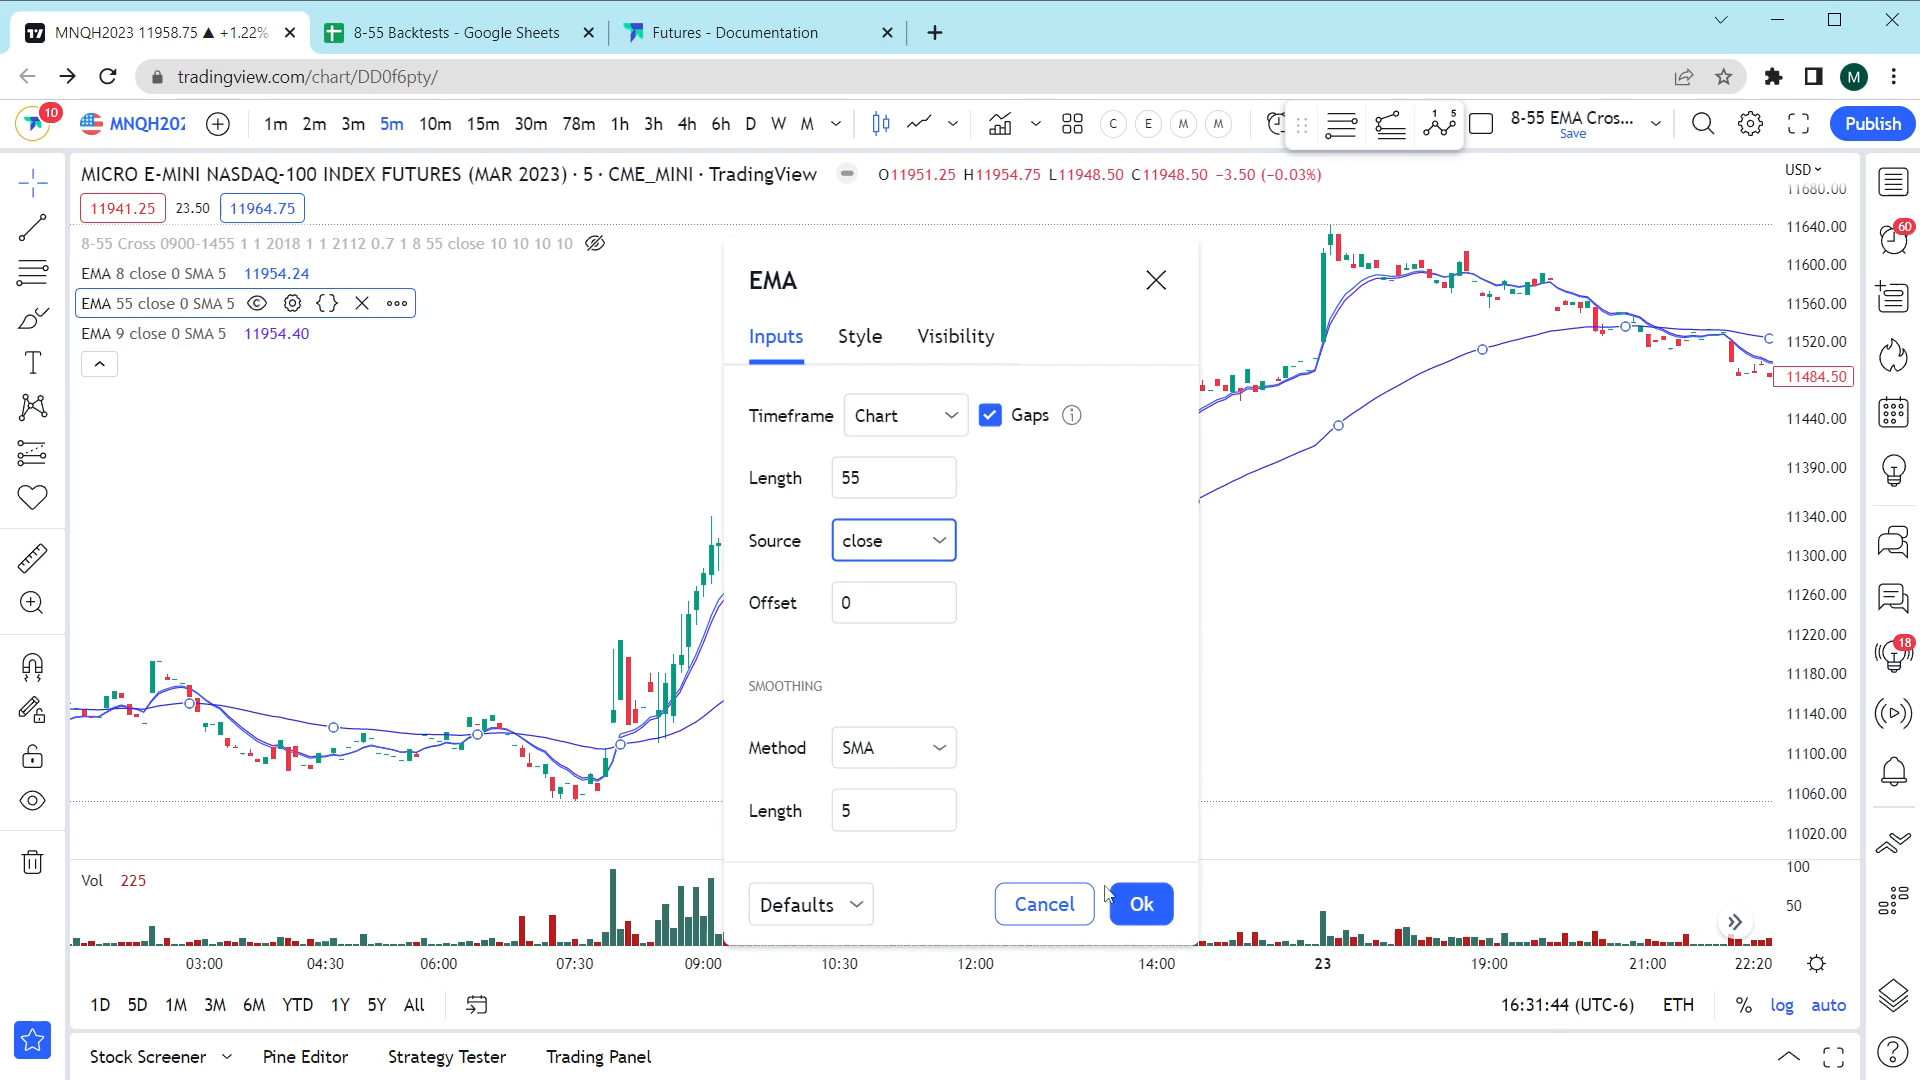 MNQH2023 11958.75 ▲ +1.22%
8-55 Backtests - Google Sheets
Futures - Documentation
tradingview.com/chart/DD0f6pty/
M
10
MNQH202
1m 2m 3m 5m 10m 15m 30m 78m 1h 3h 4h 6h D W M
C E M M
8-55 EMA Cros...
Save
Publish
MICRO E-MINI NASDAQ-100 INDEX FUTURES (MAR 2023) · 5 · CME_MINI · TradingView
O11951.25 H11954.75 L11948.50 C11948.50 −3.50 (−0.03%)
USD
11941.25 23.50 11964.75
8-55 Cross 0900-1455 1 1 2018 1 1 2112 0.7 1 8 55 close 10 10 10 10
EMA 8 close 0 SMA 5 11954.24
EMA 55 close 0 SMA 5
EMA 9 close 0 SMA 5 11954.40
EMA
Inputs Style Visibility
Timeframe Chart Gaps
Length 55
Source close
Offset 0
SMOOTHING
Method SMA
Length 5
Defaults
Cancel
Ok
11680.00
11640.00
11600.00
11560.00
11520.00
11484.50
11440.00
11390.00
11340.00
11300.00
11260.00
11220.00
11180.00
11140.00
11100.00
11060.00
11020.00
100
50
60
18
Vol 225
03:00 04:30 06:00 07:30 09:00 10:30 12:00 14:00 23 19:00 21:00 22:20
1D 5D 1M 3M 6M YTD 1Y 5Y All
16:31:44 (UTC-6) ETH % log auto
Stock Screener Pine Editor Strategy Tester Trading Panel